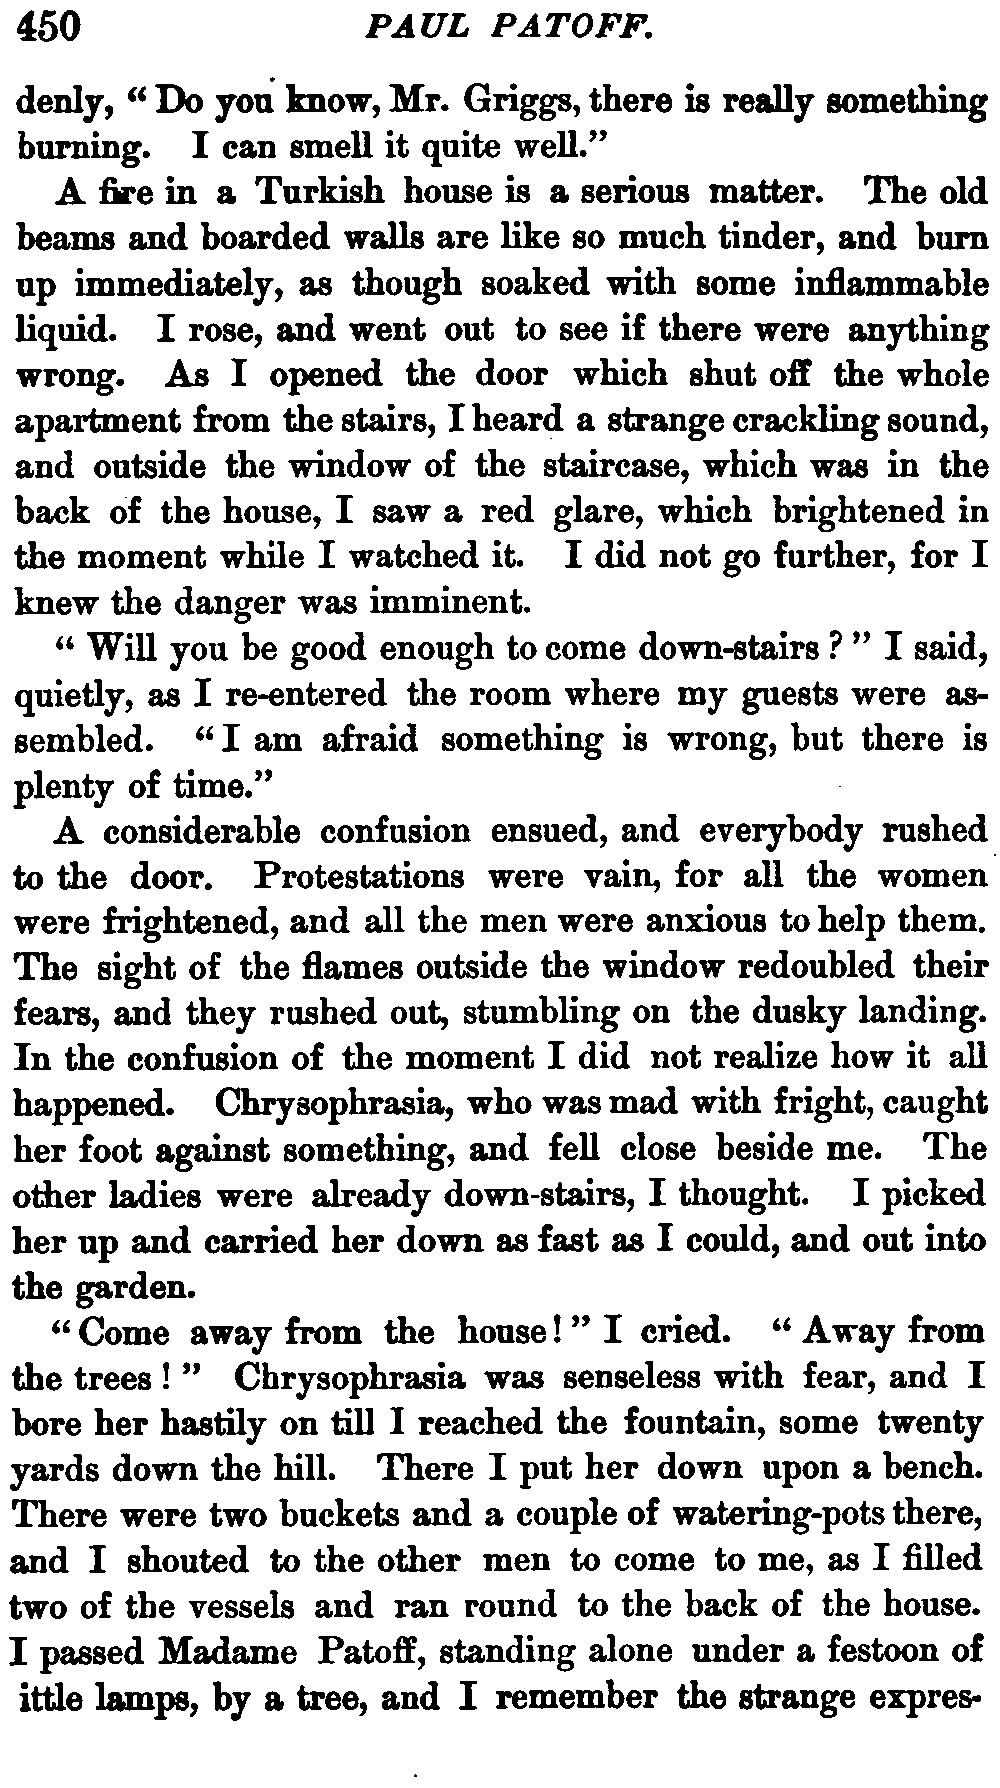 450 PAUL PATOFF.
denly, “Do you know, Mr. Griggs, there is really something
burning. I can smell it quite well.”
A fire in a Turkish house is a serious matter. The old
beams and boarded walls are like so much tinder, and burn
up immediately, as though soaked with some inflammable
liquid. I rose, and went out to see if there were anything
wrong. As I opened the door which shut off the whole
apartment from the stairs, I heard a strange crackling sound,
and outside the window of the staircase, which was in the
back of the house, I saw a red glare, which brightened in
the moment while I watched it. I did not go further, for I
knew the danger was imminent.
“Will you be good enough to come down-stairs?” I said,
quietly, as I re-entered the room where my guests were as-
sembled. “I am afraid something is wrong, but there is
plenty of time.”
A considerable confusion ensued, and everybody rushed
to the door. Protestations were vain, for all the women
were frightened, and all the men were anxious to help them.
The sight of the flames outside the window redoubled their
fears, and they rushed out, stumbling on the dusky landing.
In the confusion of the moment I did not realize how it all
happened. Chrysophrasia, who was mad with fright, caught
her foot against something, and fell close beside me. The
other ladies were already down-stairs, I thought. I picked
her up and carried her down as fast as I could, and out into
the garden.
“Come away from the house!” I cried. “Away from
the trees!” Chrysophrasia was senseless with fear, and I
bore her hastily on till I reached the fountain, some twenty
yards down the hill. There I put her down upon a bench.
There were two buckets and a couple of watering-pots there,
and I shouted to the other men to come to me, as I filled
two of the vessels and ran round to the back of the house.
I passed Madame Patoff, standing alone under a festoon of
ittle lamps, by a tree, and I remember the strange expres-